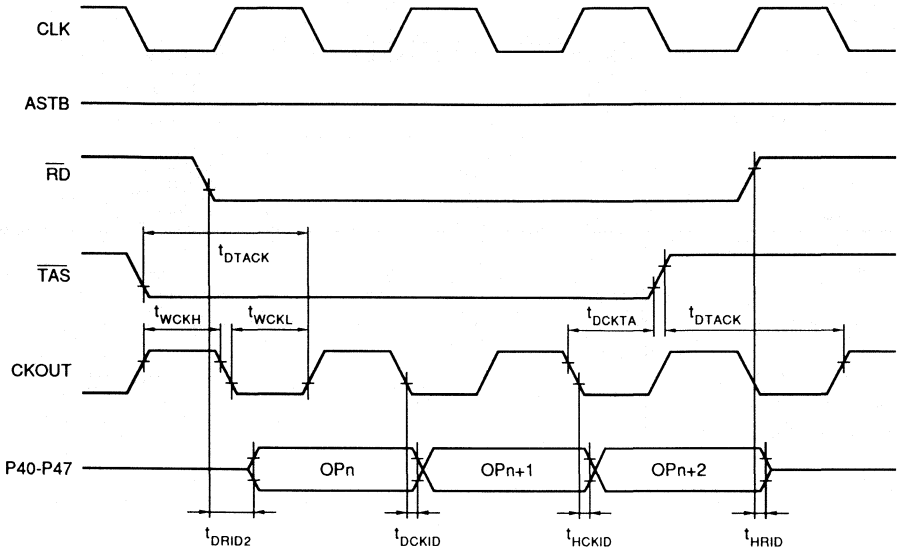 CLK
ASTB
RD
tDTACK
TAS
tWCKH tWCKL tDCKTA tDTACK
CKOUT
P40-P47 OPn OPn+1 OPn+2
tDRID2 tDCKID tHCKID tHRID